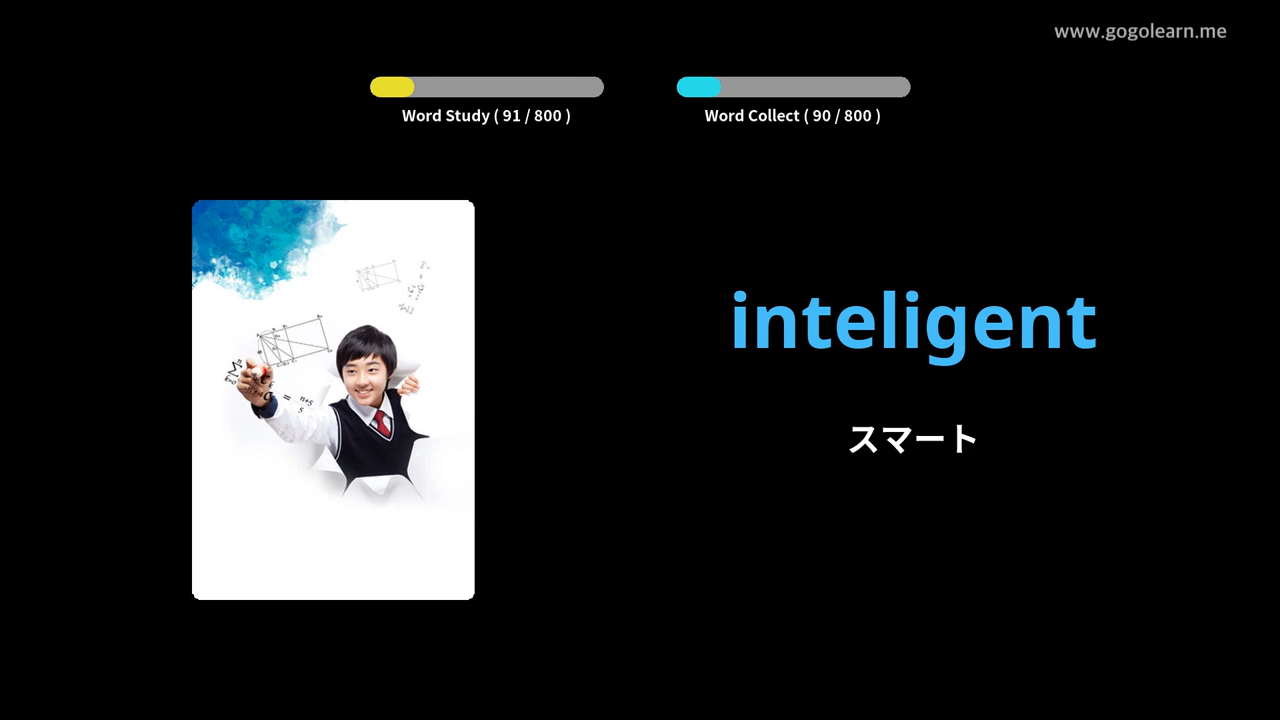 www.gogolearn.me
Word Study ( 91 / 800 )
Word Collect ( 90 / 800 )
inteligent
スマート